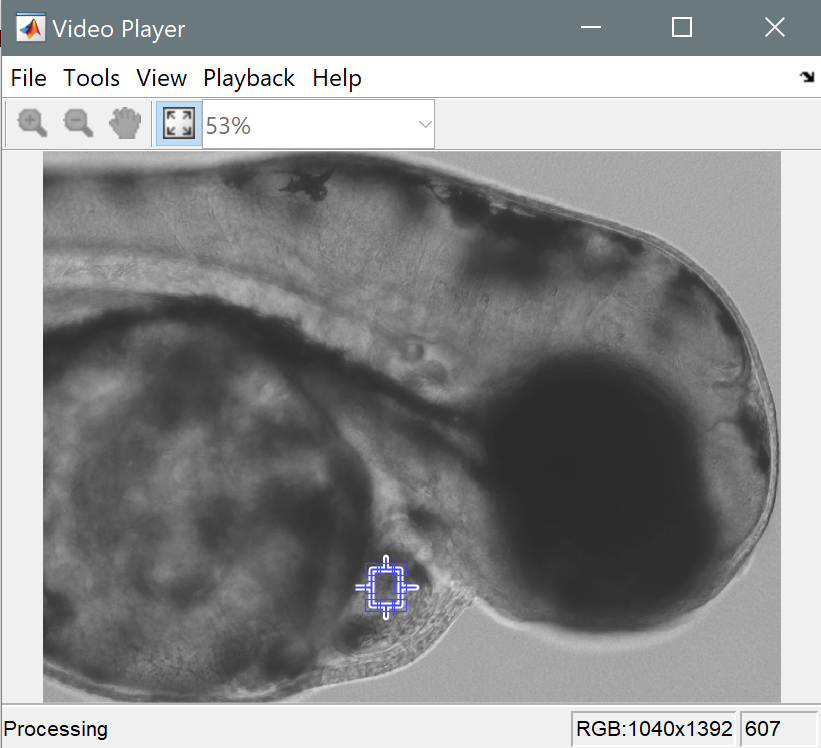 Video Player
File Tools View Playback Help
53%
Processing RGB:1040x1392 607